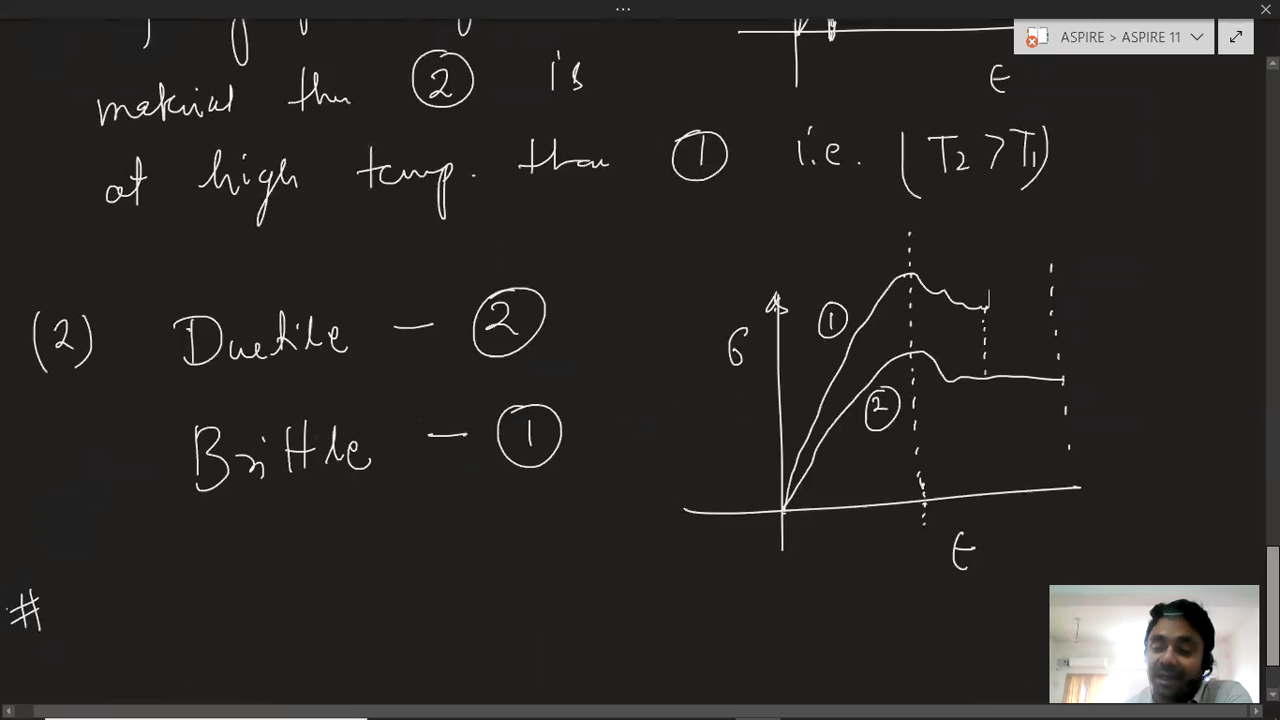 ASPIRE > ASPIRE 11
ϵ
material then ② is
at high temp. than ① i.e. (T₂ > T₁)
(2) Ductile - ②
Brittle - ①
σ
①
②
ϵ
#